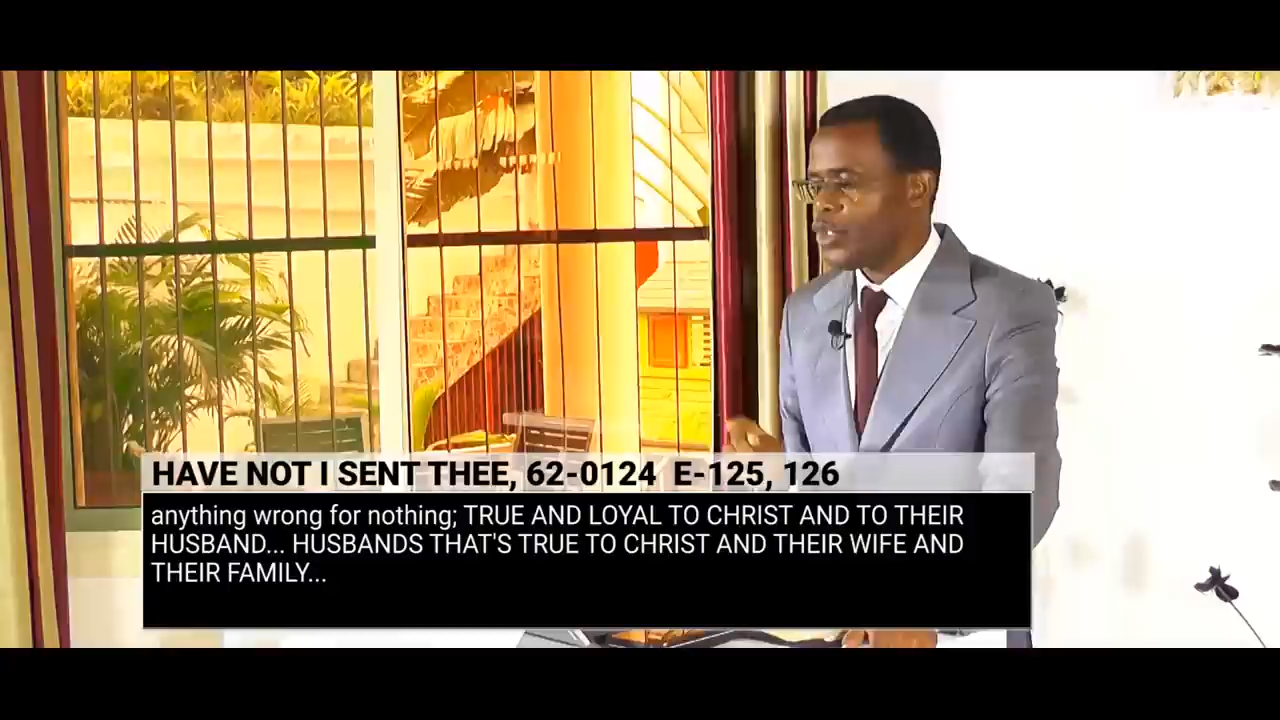 HAVE NOT I SENT THEE, 62-0124 E-125, 126
anything wrong for nothing; TRUE AND LOYAL TO CHRIST AND TO THEIR
HUSBAND... HUSBANDS THAT'S TRUE TO CHRIST AND THEIR WIFE AND
THEIR FAMILY...